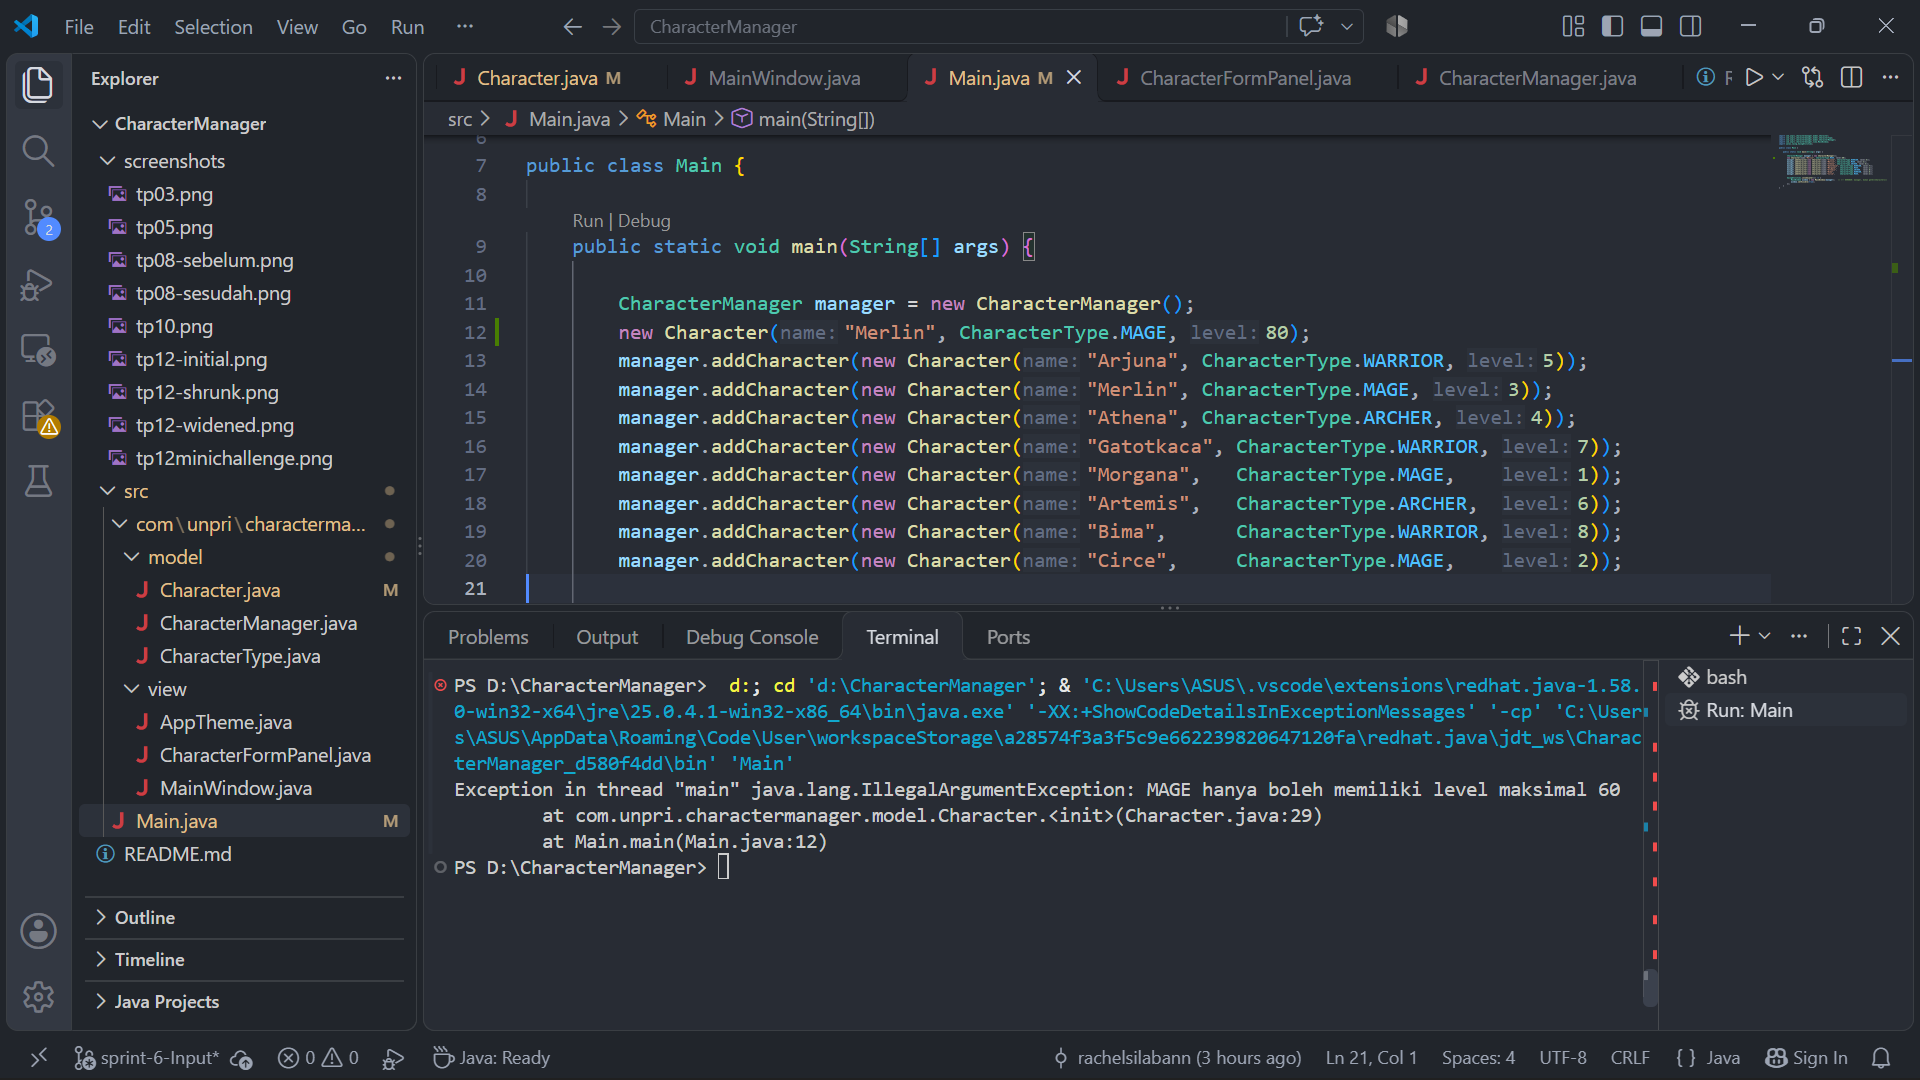 File Edit Selection View Go Run ··· CharacterManager
Explorer ···
CharacterManager
screenshots
tp03.png
tp05.png
tp08-sebelum.png
tp08-sesudah.png
tp10.png
tp12-initial.png
tp12-shrunk.png
tp12-widened.png
tp12minichallenge.png
src
com\unpri\characterma...
model
Character.java M
CharacterManager.java
CharacterType.java
view
AppTheme.java
CharacterFormPanel.java
MainWindow.java
Main.java M
README.md
Outline
Timeline
Java Projects
2
Character.java M MainWindow.java Main.java M CharacterFormPanel.java CharacterManager.java
src > Main.java > Main > main(String[])
6
7 public class Main {
8
Run | Debug
9 public static void main(String[] args) {
10
11 CharacterManager manager = new CharacterManager();
12 new Character(name: "Merlin", CharacterType.MAGE, level: 80);
13 manager.addCharacter(new Character(name: "Arjuna", CharacterType.WARRIOR, level: 5));
14 manager.addCharacter(new Character(name: "Merlin", CharacterType.MAGE, level: 3));
15 manager.addCharacter(new Character(name: "Athena", CharacterType.ARCHER, level: 4));
16 manager.addCharacter(new Character(name: "Gatotkaca", CharacterType.WARRIOR, level: 7));
17 manager.addCharacter(new Character(name: "Morgana", CharacterType.MAGE, level: 1));
18 manager.addCharacter(new Character(name: "Artemis", CharacterType.ARCHER, level: 6));
19 manager.addCharacter(new Character(name: "Bima", CharacterType.WARRIOR, level: 8));
20 manager.addCharacter(new Character(name: "Circe", CharacterType.MAGE, level: 2));
21
Problems Output Debug Console Terminal Ports
PS D:\CharacterManager> d:; cd 'd:\CharacterManager'; & 'C:\Users\ASUS\.vscode\extensions\redhat.java-1.58.
0-win32-x64\jre\25.0.4.1-win32-x86_64\bin\java.exe' '-XX:+ShowCodeDetailsInExceptionMessages' '-cp' 'C:\User
s\ASUS\AppData\Roaming\Code\User\workspaceStorage\a28574f3a3f5c9e662239820647120fa\redhat.java\jdt_ws\Charac
terManager_d580f4dd\bin' 'Main'
Exception in thread "main" java.lang.IllegalArgumentException: MAGE hanya boleh memiliki level maksimal 60
at com.unpri.charactermanager.model.Character.<init>(Character.java:29)
at Main.main(Main.java:12)
PS D:\CharacterManager>
bash
Run: Main
sprint-6-Input* 0 0 Java: Ready rachelsilabann (3 hours ago) Ln 21, Col 1 Spaces: 4 UTF-8 CRLF { } Java Sign In